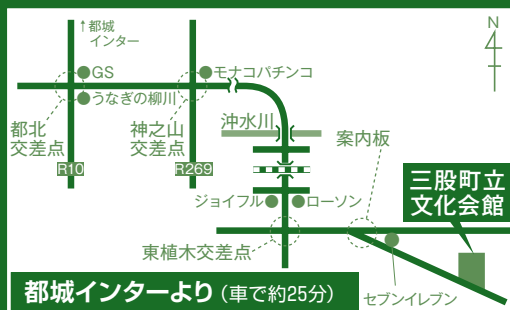 ↑都城
インター
N
GS
モナコパチンコ
うなぎの柳川
都北
交差点
神之山
交差点
沖水川
案内板
R10
R269
三股町立
文化会館
ジョイフル
ローソン
東植木交差点
都城インターより(車で約25分)
セブンイレブン